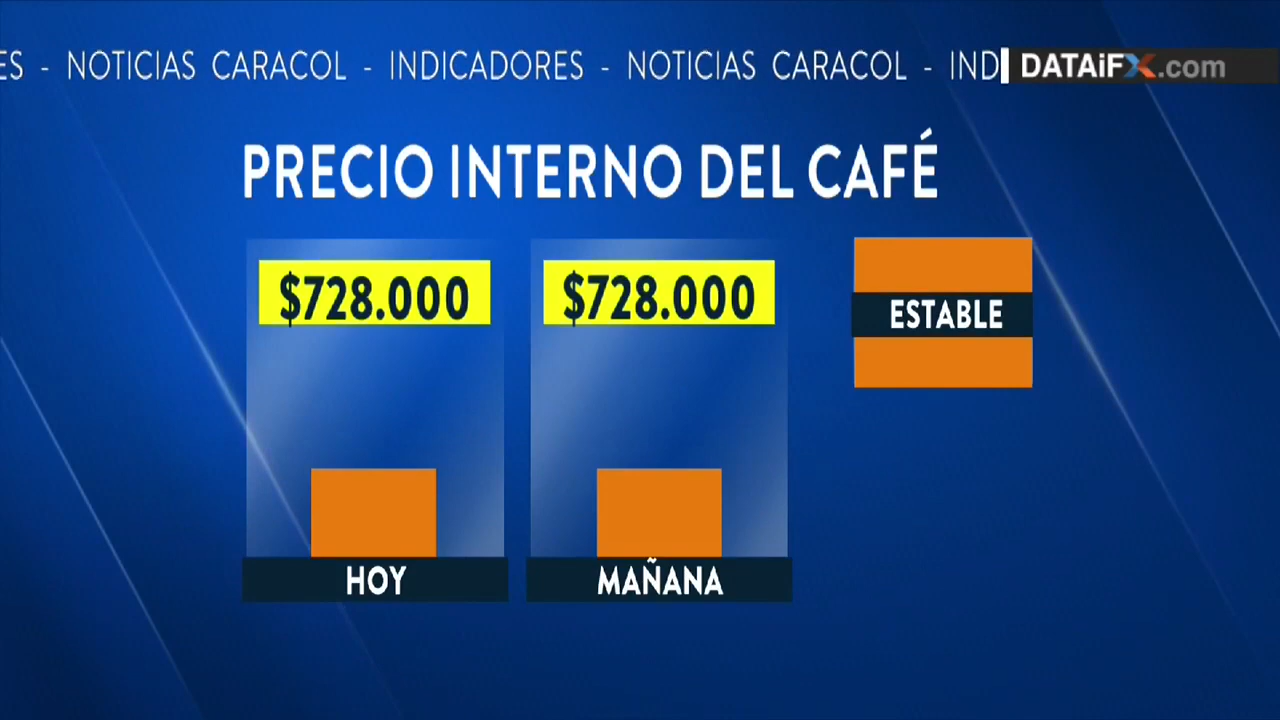 ES - NOTICIAS CARACOL - INDICADORES - NOTICIAS CARACOL - IND
DATAiFX.com
PRECIO INTERNO DEL CAFÉ
$728.000
$728.000
ESTABLE
HOY
MAÑANA